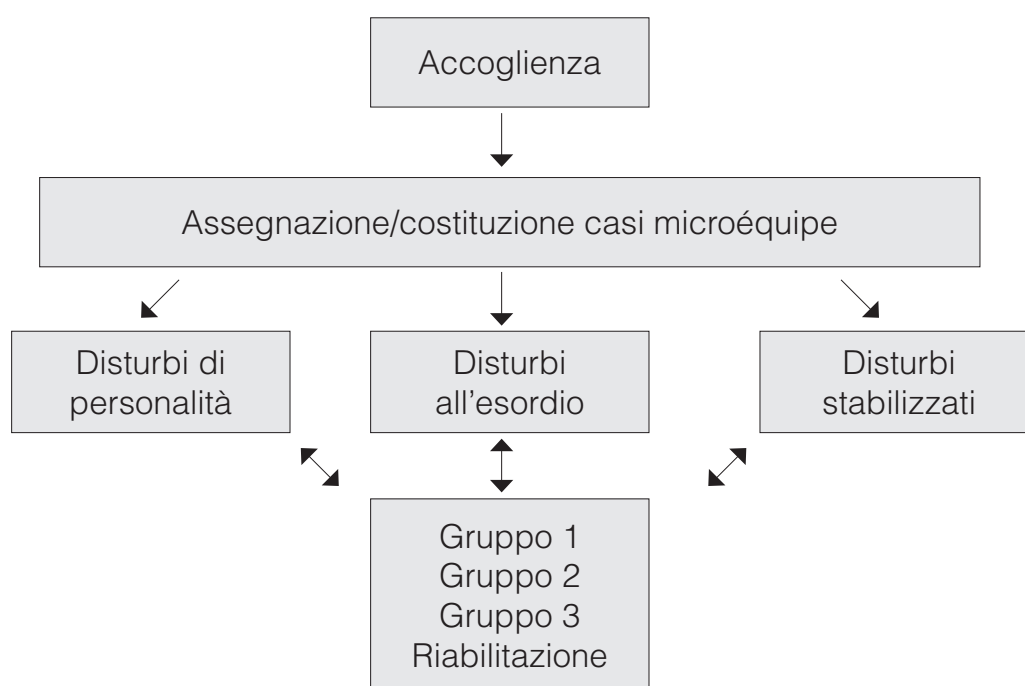 Accoglienza
Assegnazione/costituzione casi microéquipe
Disturbi di
personalità
Disturbi
all'esordio
Disturbi
stabilizzati
Gruppo 1
Gruppo 2
Gruppo 3
Riabilitazione